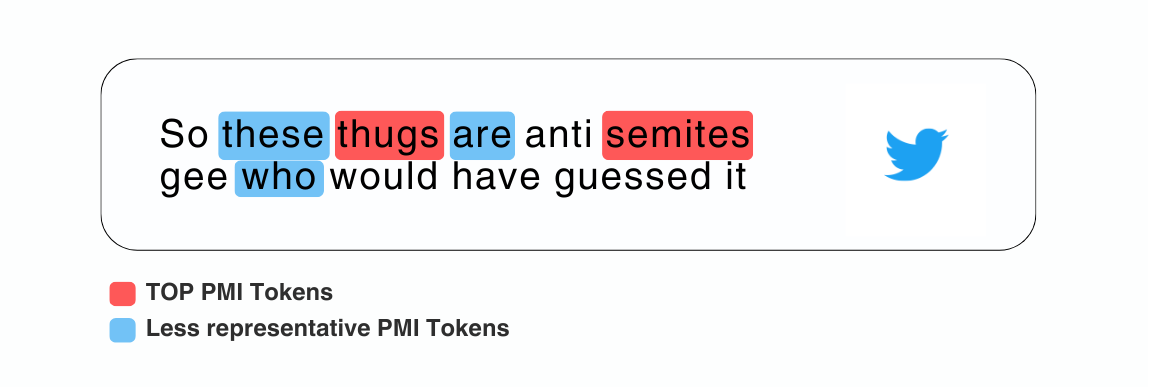 So these thugs are anti semites
gee who would have guessed it
TOP PMI Tokens
Less representative PMI Tokens